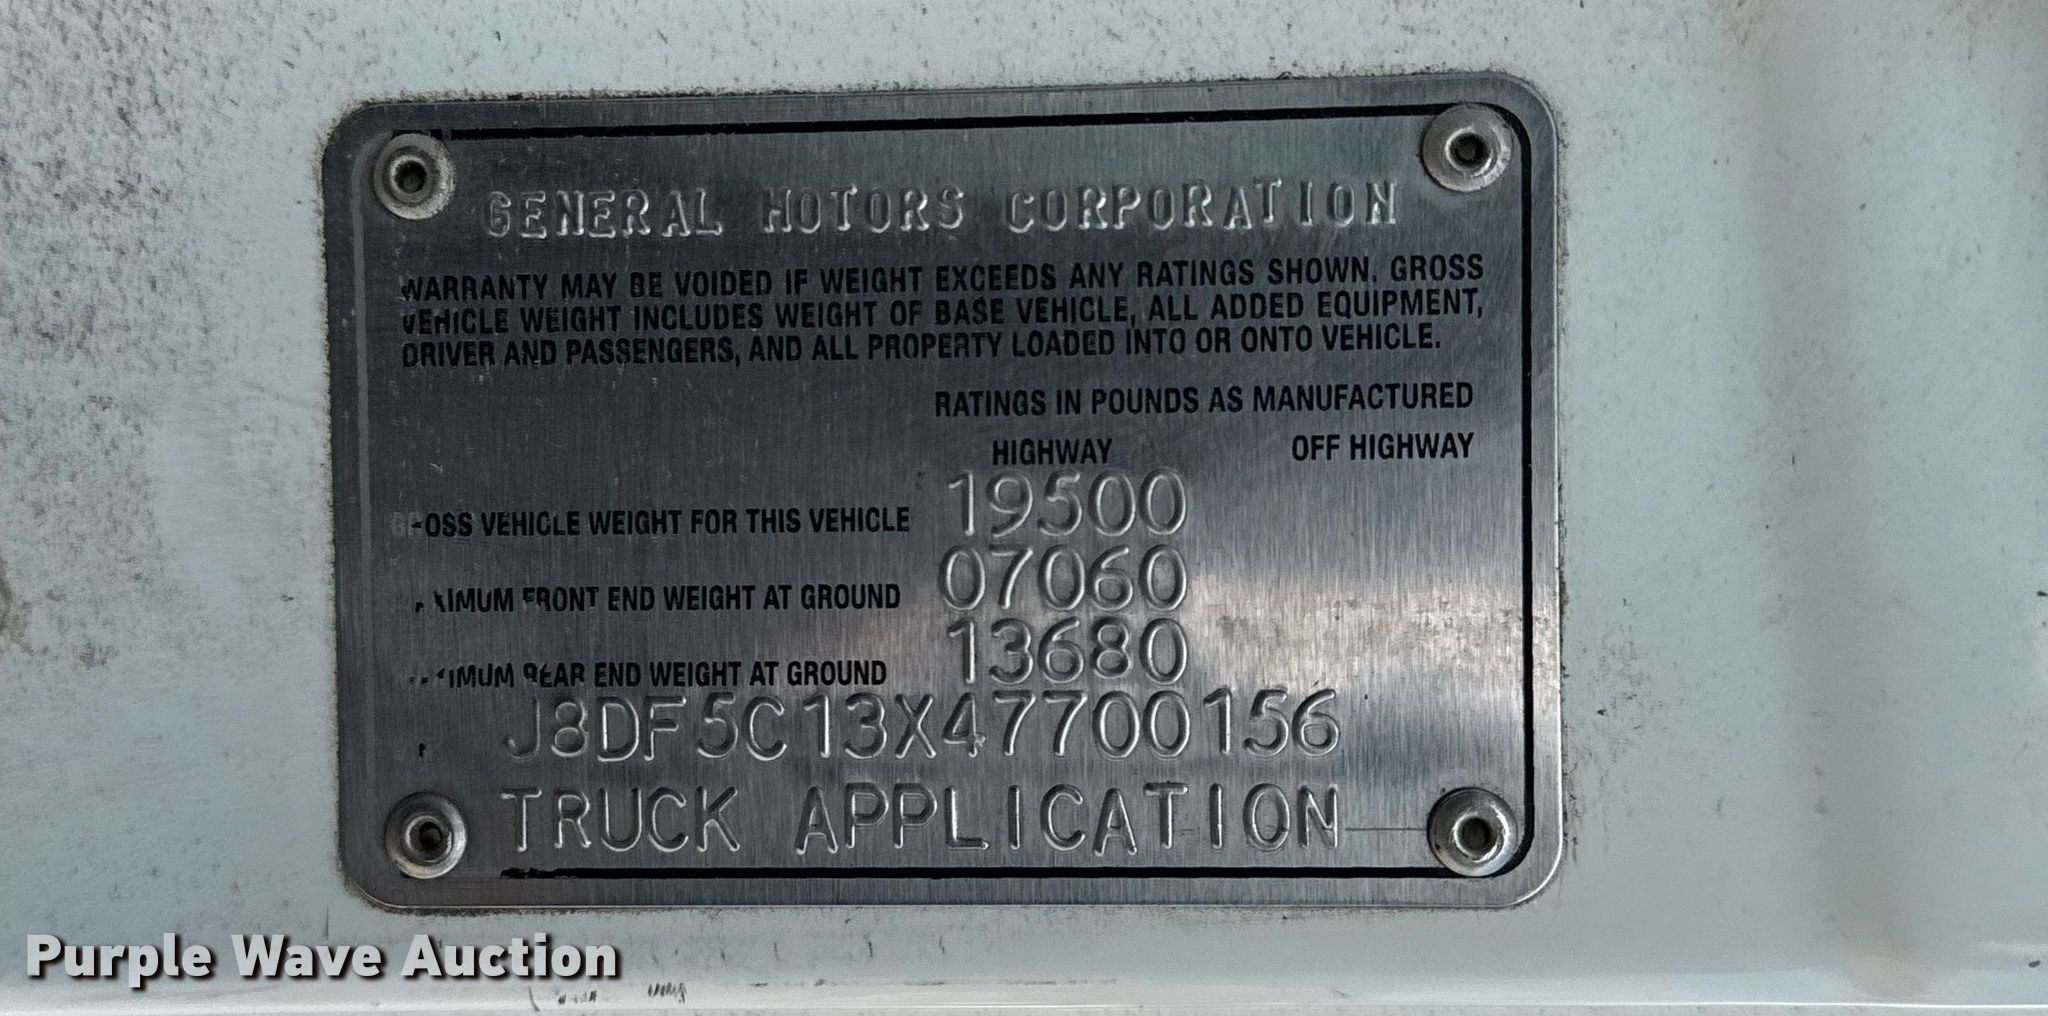 GENERAL MOTORS CORPORATION
WARRANTY MAY BE VOIDED IF WEIGHT EXCEEDS ANY RATINGS SHOWN. GROSS
VEHICLE WEIGHT INCLUDES WEIGHT OF BASE VEHICLE, ALL ADDED EQUIPMENT,
DRIVER AND PASSENGERS, AND ALL PROPERTY LOADED INTO OR ONTO VEHICLE.
RATINGS IN POUNDS AS MANUFACTURED
HIGHWAY OFF HIGHWAY
GROSS VEHICLE WEIGHT FOR THIS VEHICLE 19500
MAXIMUM FRONT END WEIGHT AT GROUND 07060
MAXIMUM REAR END WEIGHT AT GROUND 13680
J8DF5C13X47700156
TRUCK APPLICATION
Purple Wave Auction